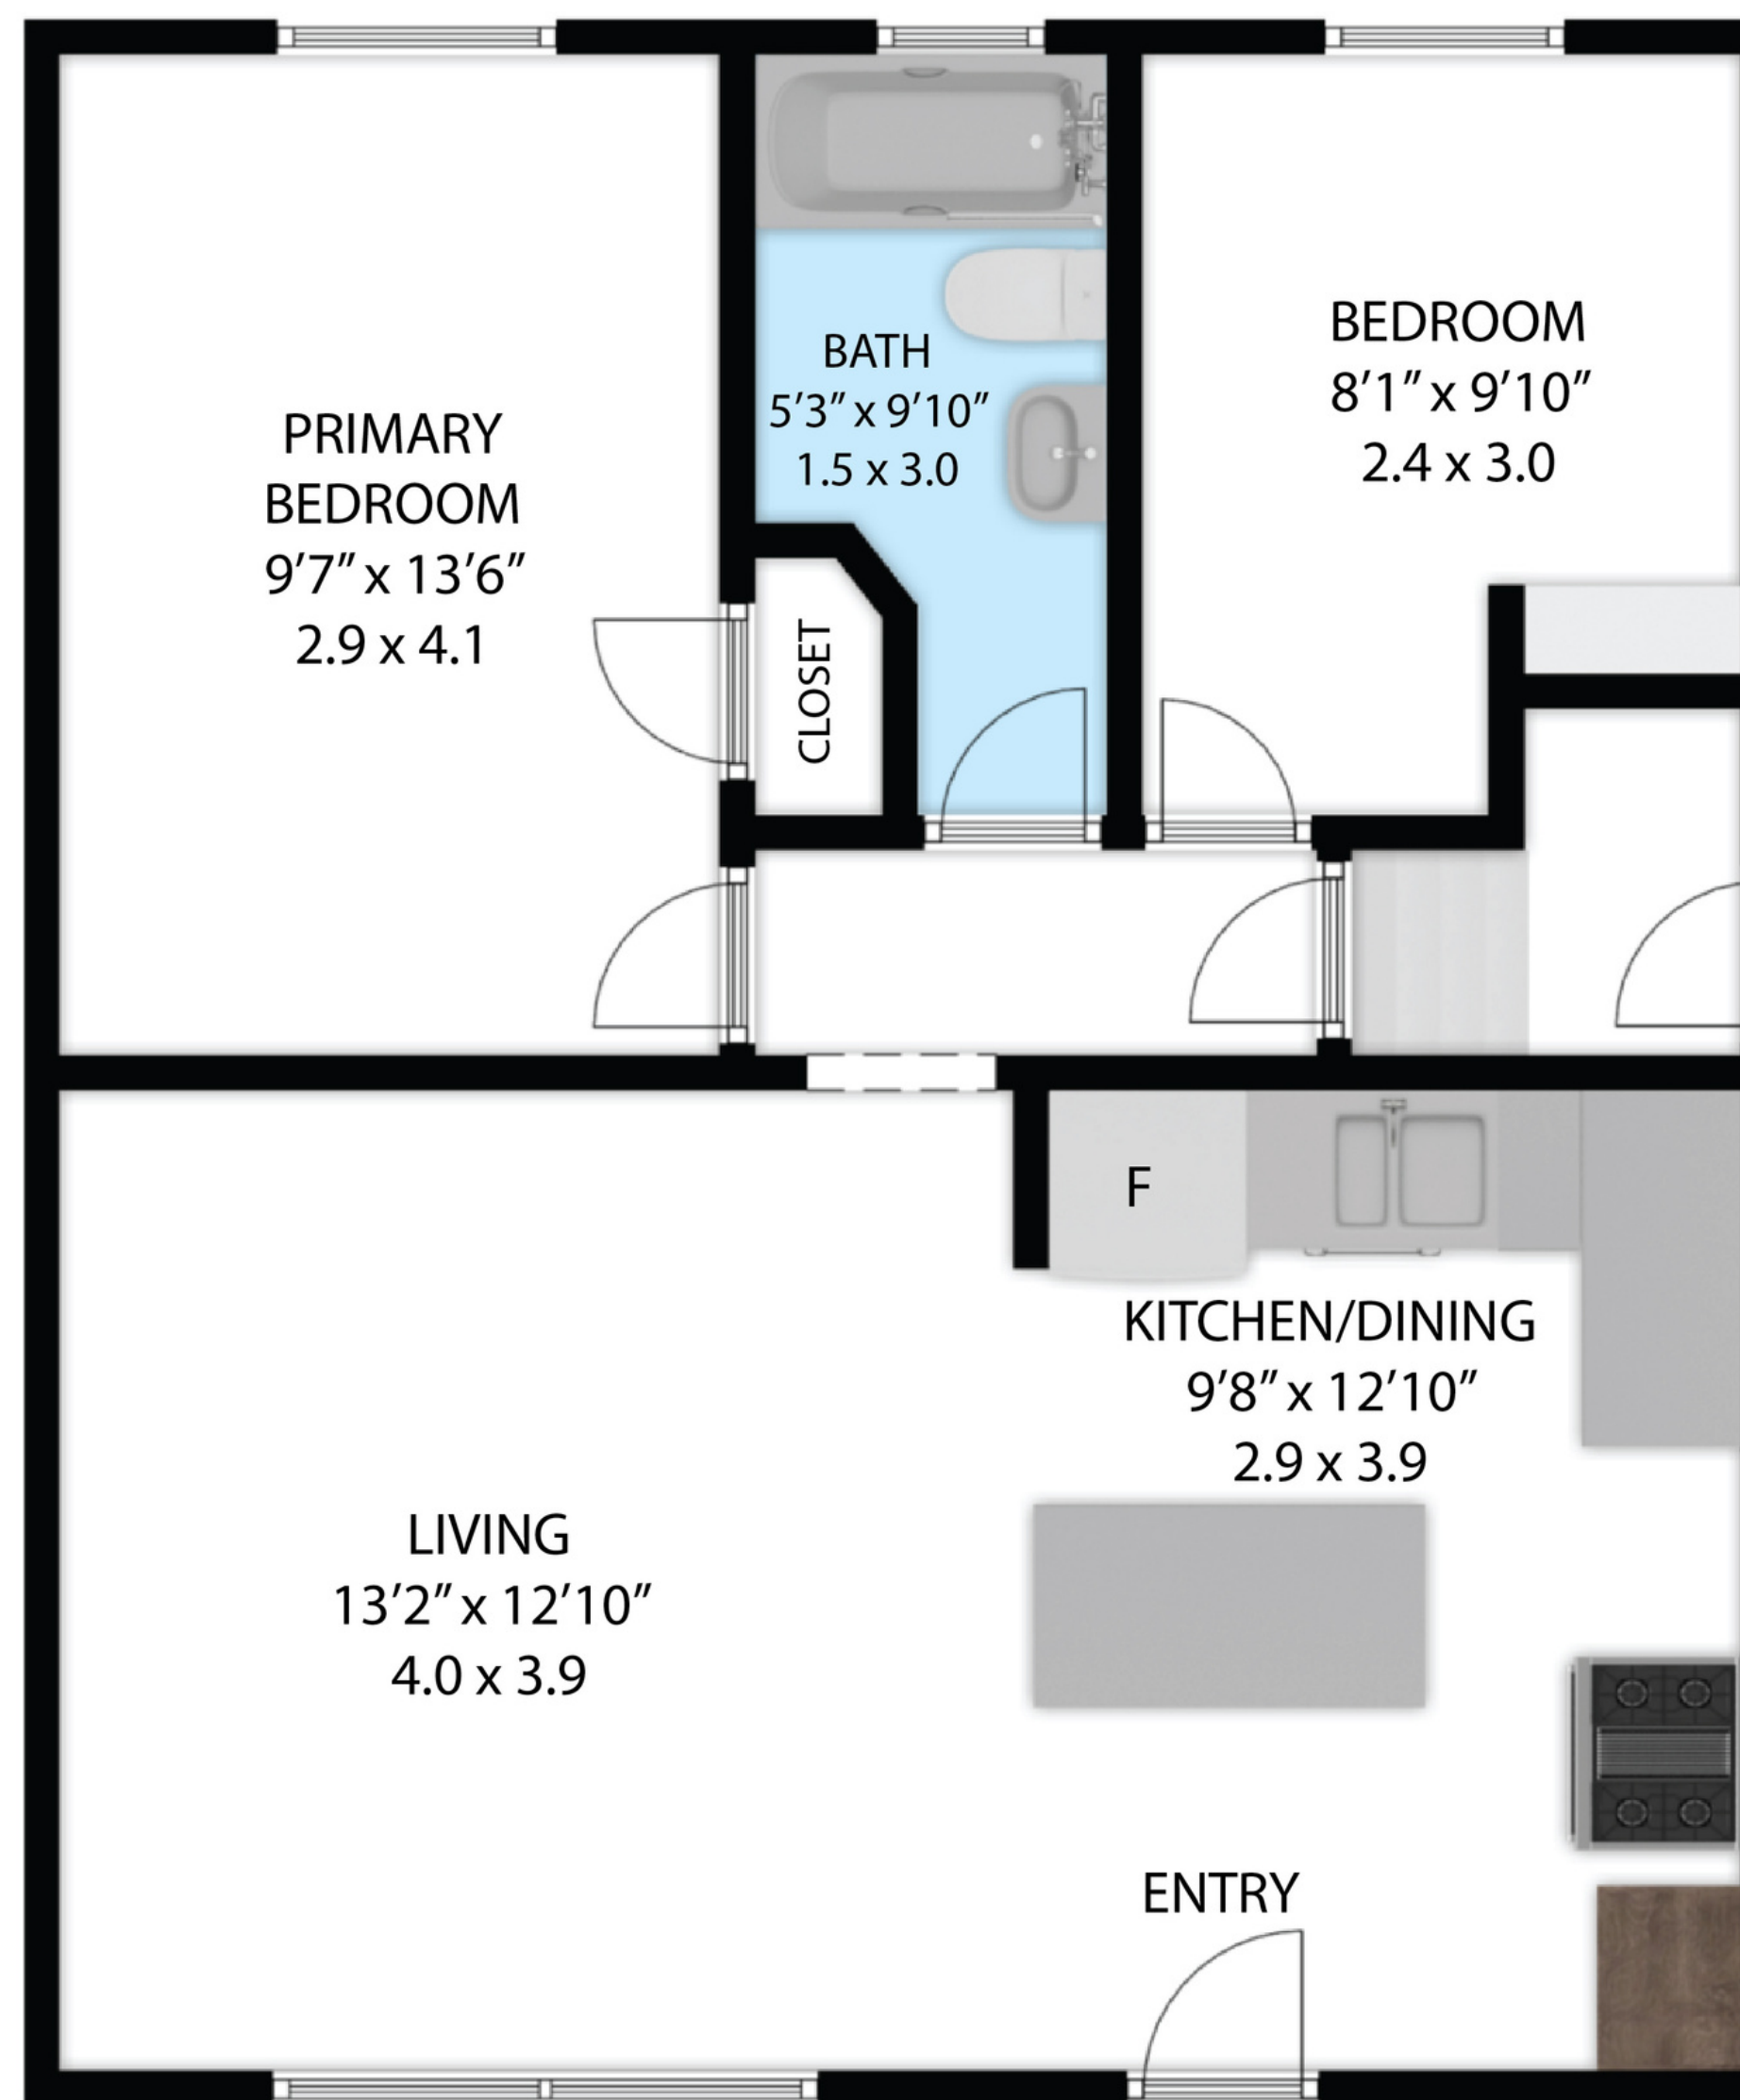 PRIMARY
BEDROOM
9’7” x 13’6”
2.9 x 4.1
BATH
5’3” x 9’10”
1.5 x 3.0
BEDROOM
8’1” x 9’10”
2.4 x 3.0
CLOSET
F
KITCHEN/DINING
9’8” x 12’10”
2.9 x 3.9
LIVING
13’2” x 12’10”
4.0 x 3.9
ENTRY